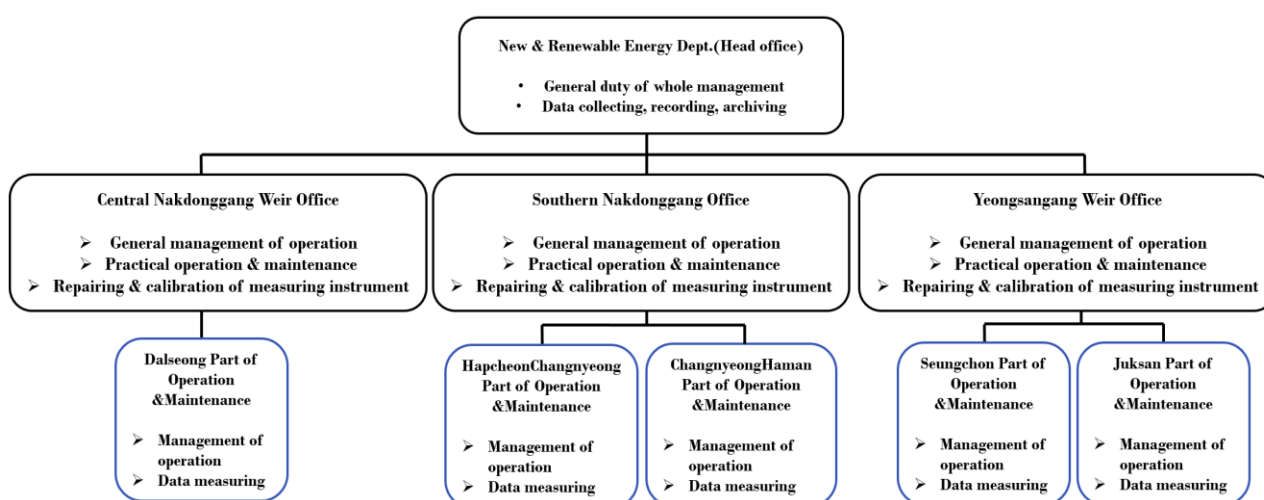 New & Renewable Energy Dept.(Head office)
• General duty of whole management
• Data collecting, recording, archiving
Central Nakdonggang Weir Office
➢ General management of operation
➢ Practical operation & maintenance
➢ Repairing & calibration of measuring instrument
Southern Nakdonggang Office
➢ General management of operation
➢ Practical operation & maintenance
➢ Repairing & calibration of measuring instrument
Yeongsangang Weir Office
➢ General management of operation
➢ Practical operation & maintenance
➢ Repairing & calibration of measuring instrument
Dalseong Part of
Operation
&Maintenance
➢ Management of
operation
➢ Data measuring
HapcheonChangnyeong
Part of Operation
&Maintenance
➢ Management of
operation
➢ Data measuring
ChangnyeongHaman
Part of Operation
&Maintenance
➢ Management of
operation
➢ Data measuring
Seungchon Part of
Operation
&Maintenance
➢ Management of
operation
➢ Data measuring
Juksan Part of
Operation
&Maintenance
➢ Management of
operation
➢ Data measuring